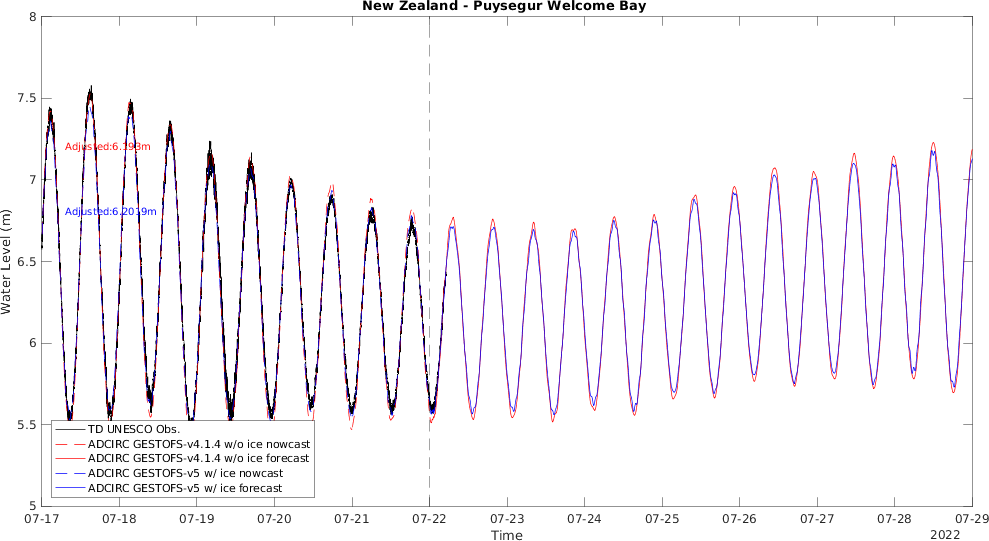 New Zealand - Puysegur Welcome Bay
8
7.5
7
6.5
6
5.5
5
Water Level (m)
Adjusted:6.193m
Adjusted:6.2019m
TD UNESCO Obs.
ADCIRC GESTOFS-v4.1.4 w/o ice nowcast
ADCIRC GESTOFS-v4.1.4 w/o ice forecast
ADCIRC GESTOFS-v5 w/ ice nowcast
ADCIRC GESTOFS-v5 w/ ice forecast
07-17 07-18 07-19 07-20 07-21 07-22 07-23 07-24 07-25 07-26 07-27 07-28 07-29
Time
2022